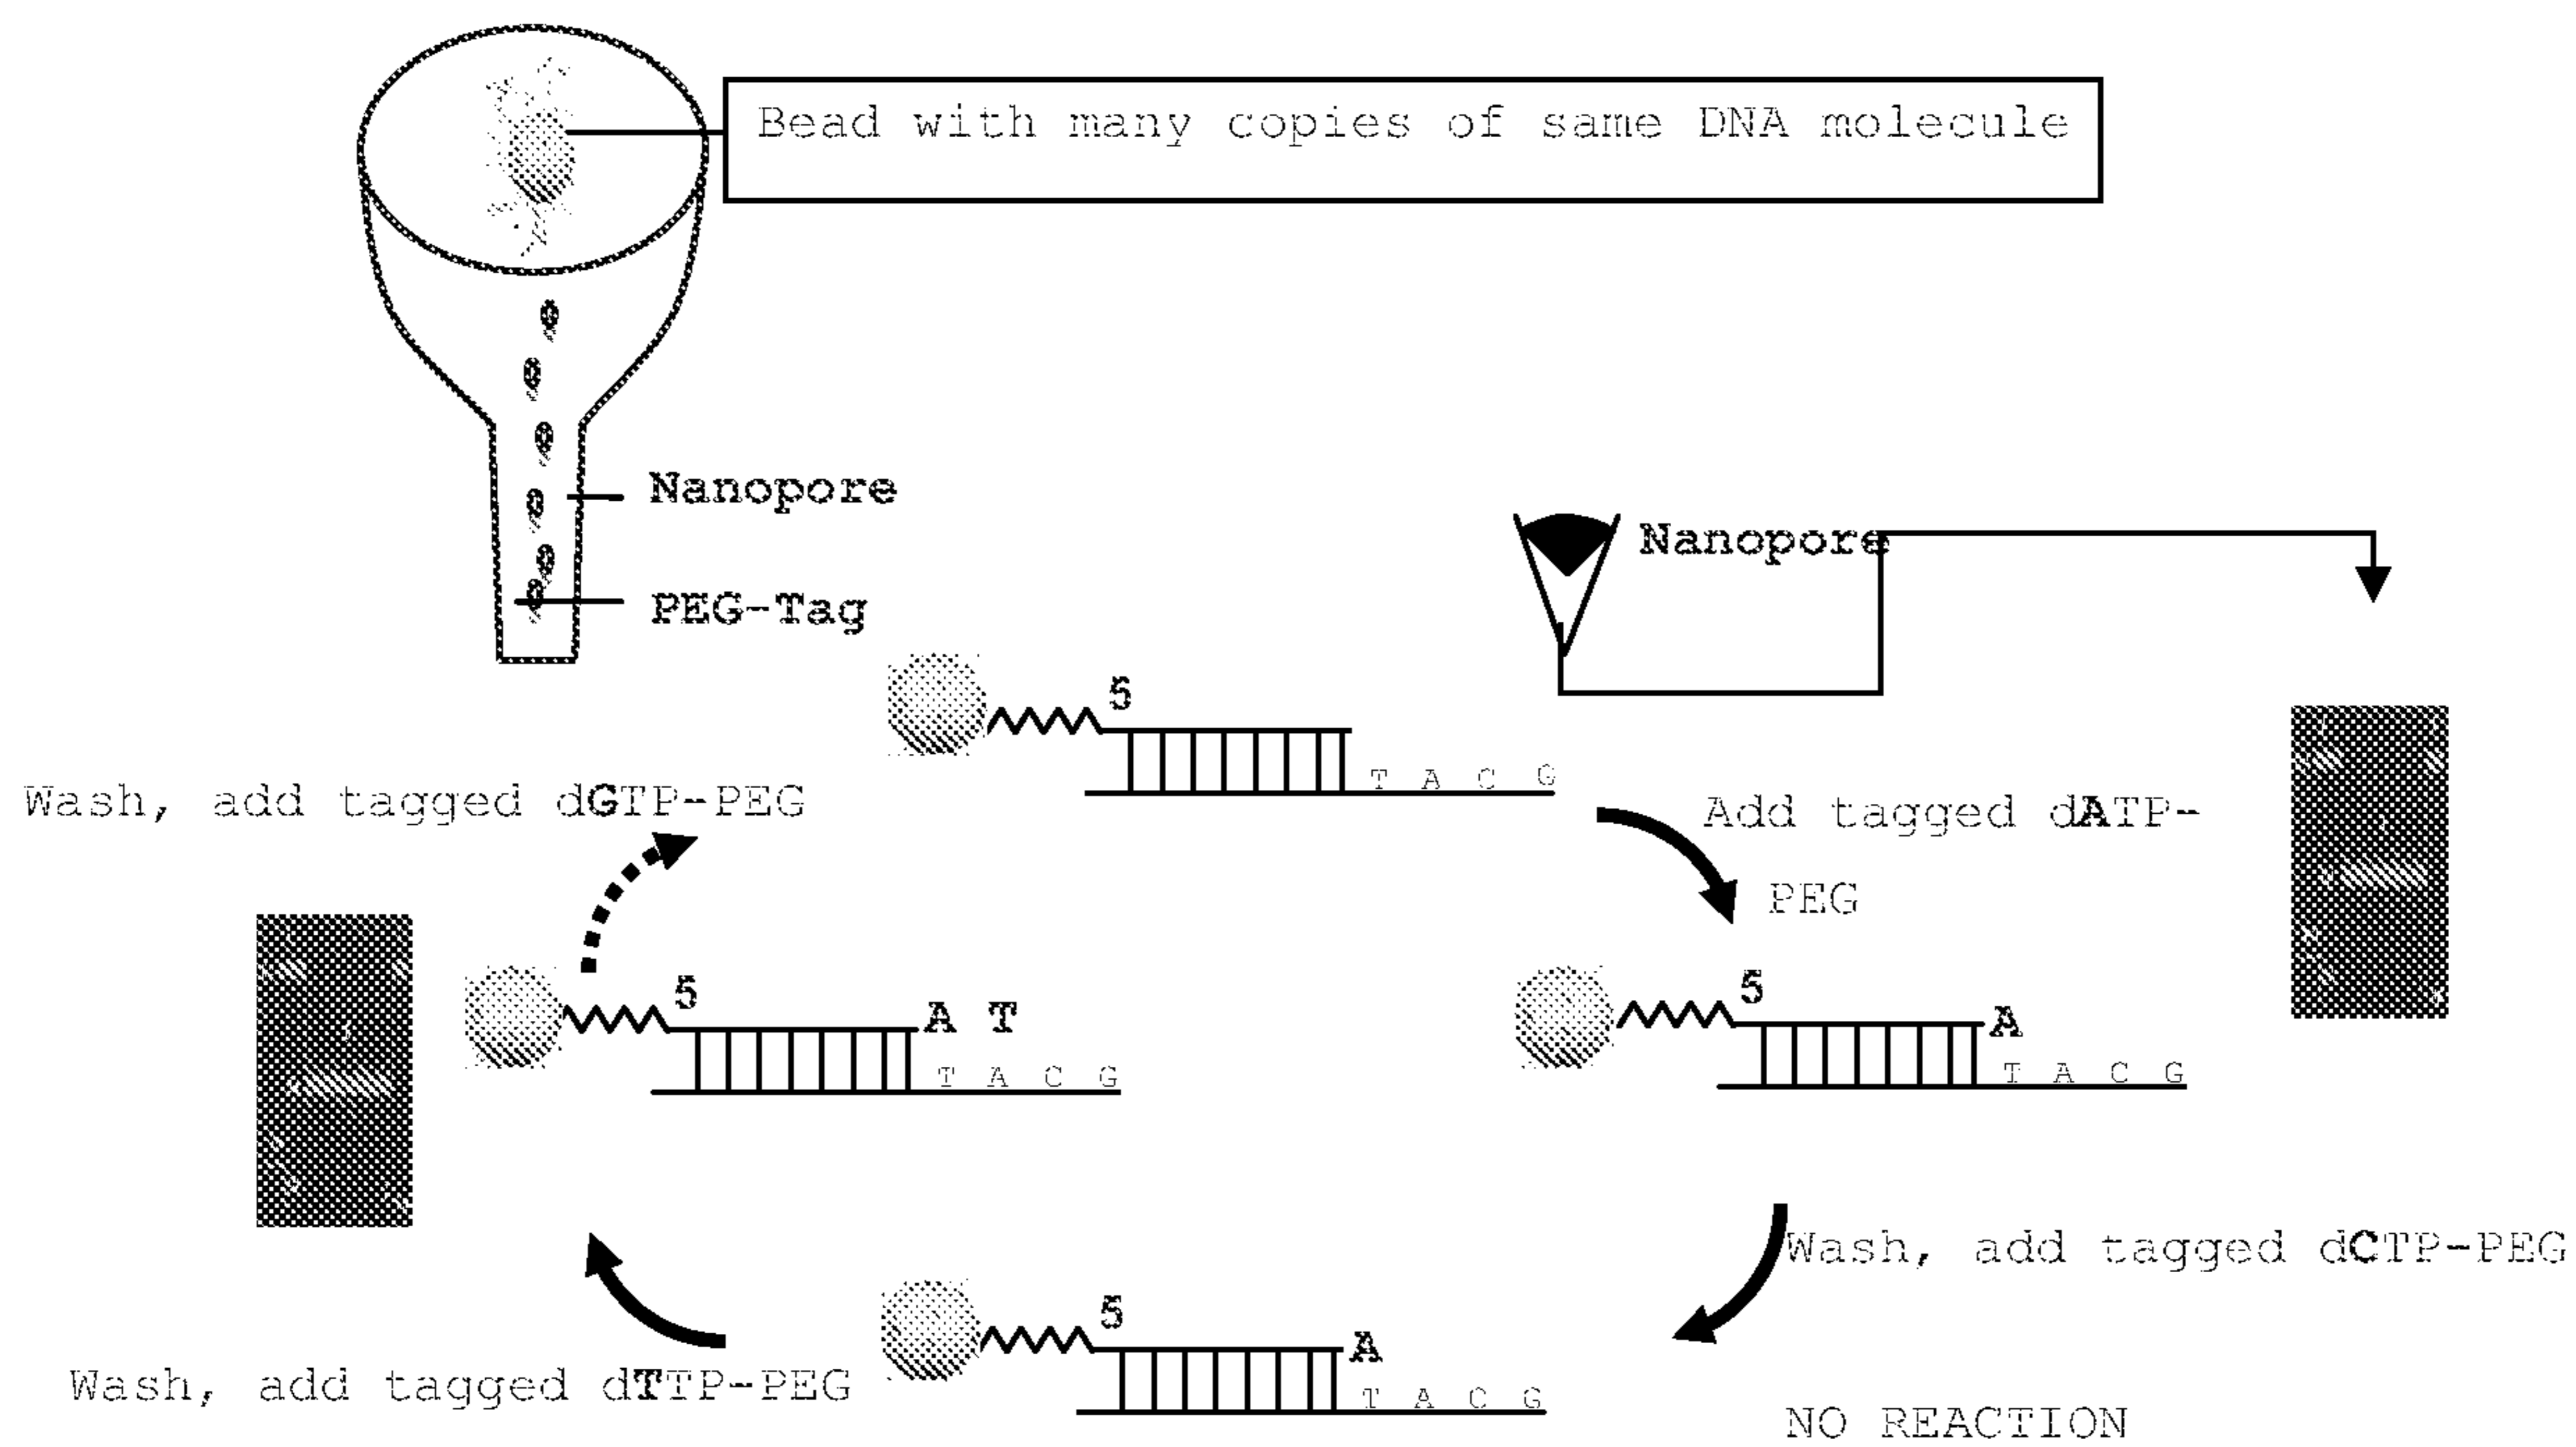 Bead with many copies of same DNA molecule
Nanopore
PEG-Tag
Nanopore
5
T A C G
Wash, add tagged dGTP-PEG
Add tagged dATP-
PEG
5
A T
T A C G
5
A
T A C G
Wash, add tagged dCTP-PEG
5
A
T A C G
Wash, add tagged dTTP-PEG
NO REACTION